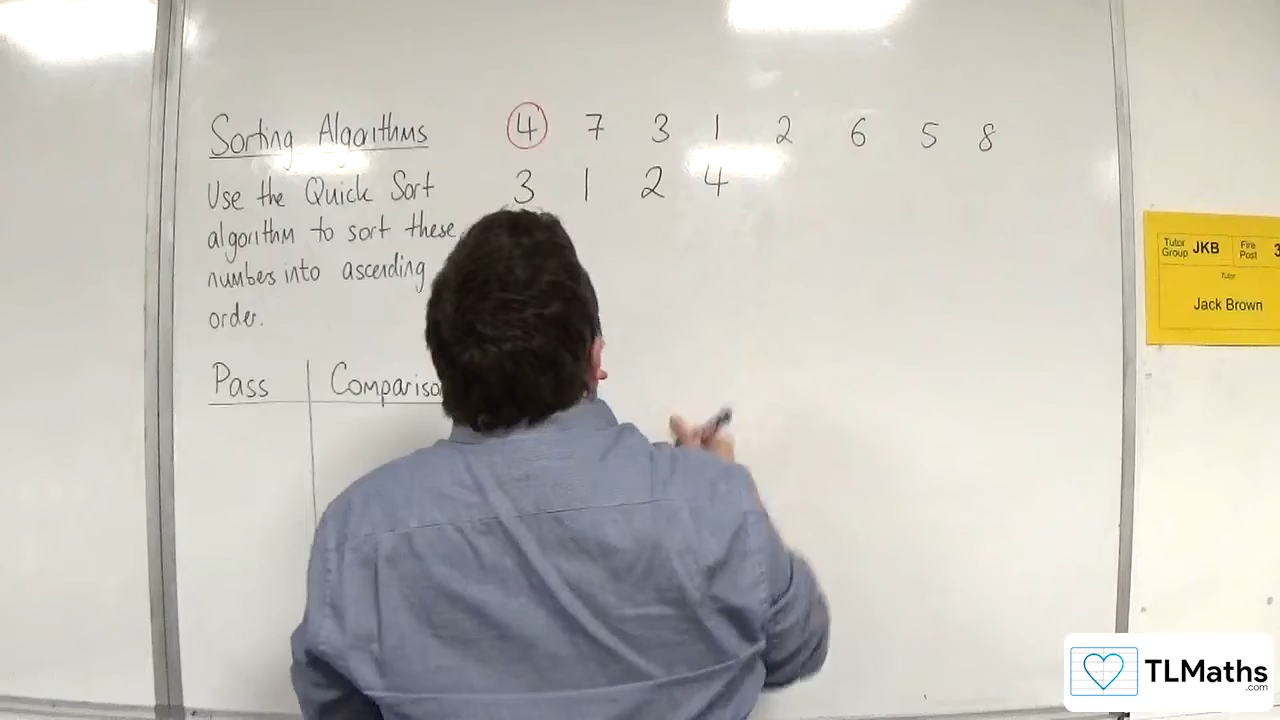 Sorting Algorithms
4 7 3 1 2 6 5 8
3 1 2 4
Use the Quick Sort
algorithm to sort these
numbers into ascending
order.
Pass
Tutor Group JKB Fire Post
Tutor
Jack Brown
TLMaths
.com